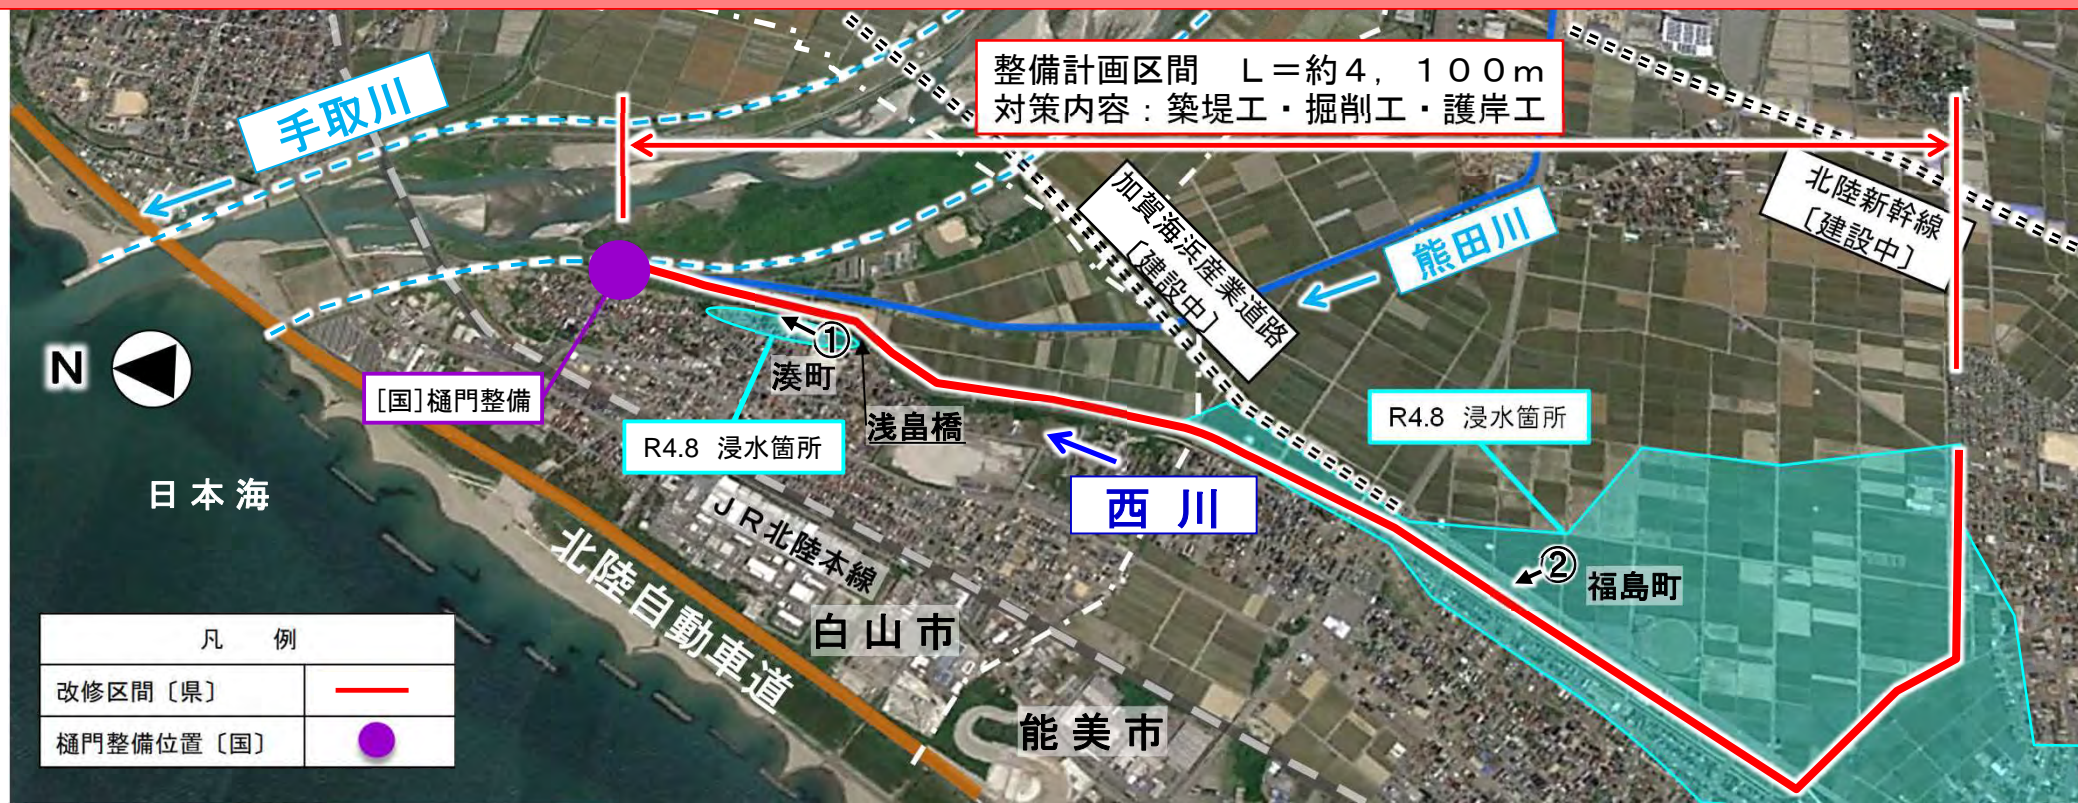 整備計画区間　Ｌ＝約４，１００ｍ
対策内容：築堤工・掘削工・護岸工
手取川
加賀海浜産業道路
〔建設中〕
北陸新幹線
〔建設中〕
熊田川
N
①
湊町
[国]樋門整備
浅畠橋
R4.8 浸水箇所
R4.8 浸水箇所
日本海
西川
ＪＲ北陸本線
北陸自動車道
②
福島町
白山市
能美市
凡　例
改修区間〔県〕
樋門整備位置〔国〕